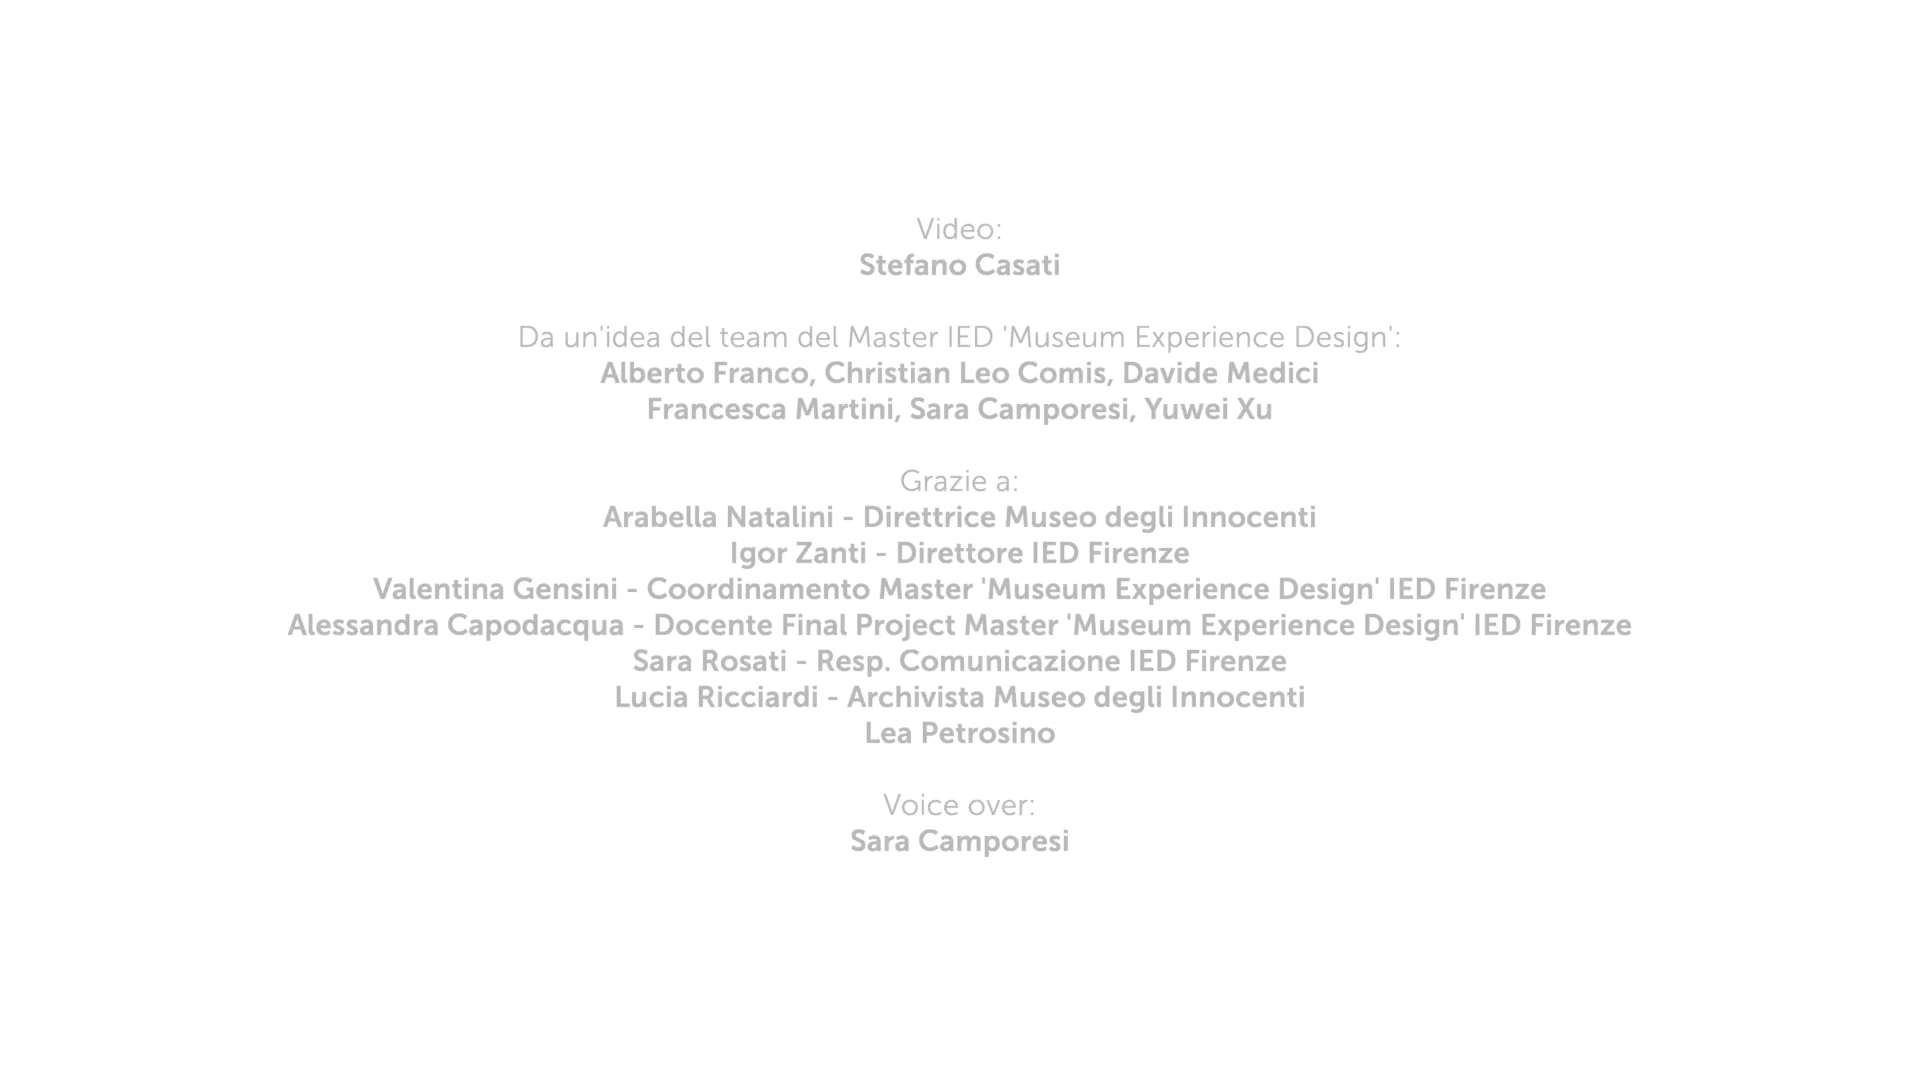 Video:
Stefano Casati
Da un'idea del team del Master IED 'Museum Experience Design':
Alberto Franco, Christian Leo Comis, Davide Medici
Francesca Martini, Sara Camporesi, Yuwei Xu
Grazie a:
Arabella Natalini - Direttrice Museo degli Innocenti
Igor Zanti - Direttore IED Firenze
Valentina Gensini - Coordinamento Master 'Museum Experience Design' IED Firenze
Alessandra Capodacqua - Docente Final Project Master 'Museum Experience Design' IED Firenze
Sara Rosati - Resp. Comunicazione IED Firenze
Lucia Ricciardi - Archivista Museo degli Innocenti
Lea Petrosino
Voice over:
Sara Camporesi